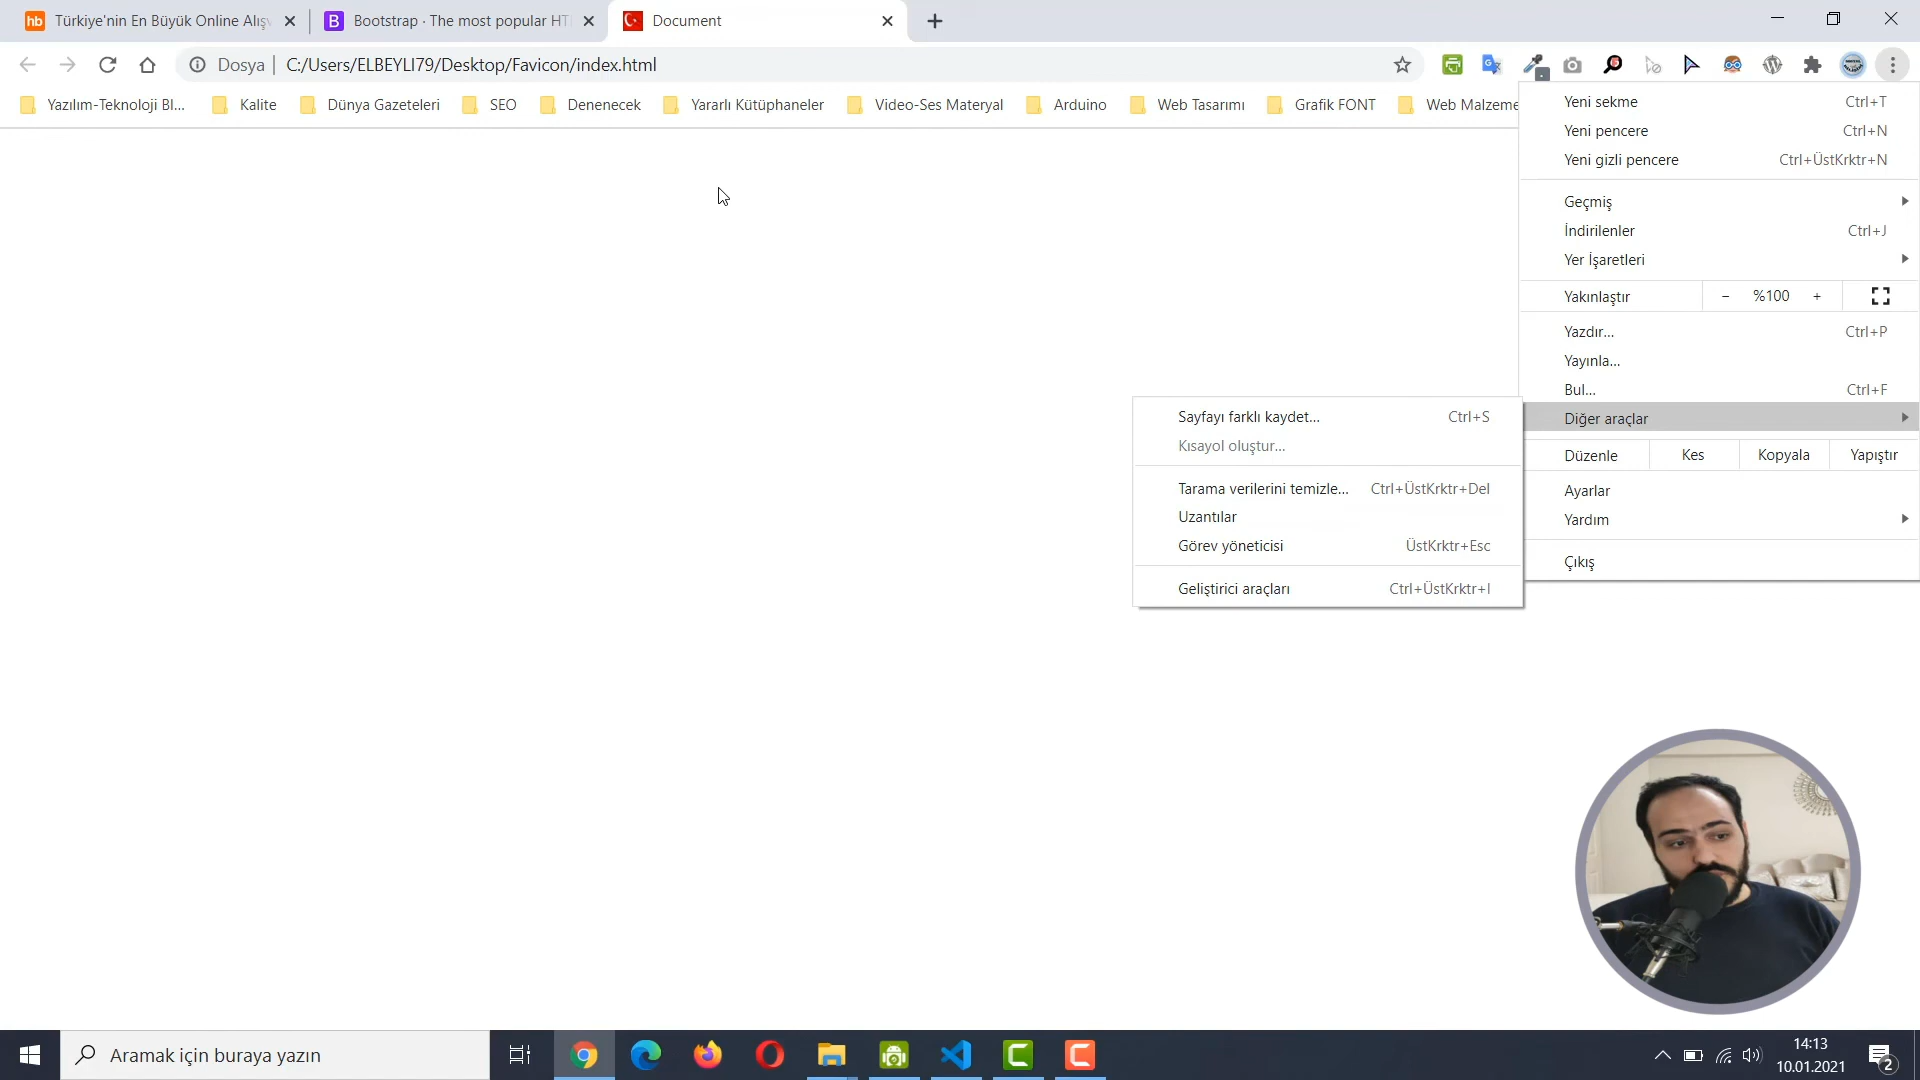 hb Türkiye'nin En Büyük Online Alışv
B Bootstrap · The most popular HT
Document
Dosya | C:/Users/ELBEYLI79/Desktop/Favicon/index.html
Yazılım-Teknoloji Bl...
Kalite
Dünya Gazeteleri
SEO
Denenecek
Yararlı Kütüphaneler
Video-Ses Materyal
Arduino
Web Tasarımı
Grafik FONT
Web Malzeme
Yeni sekme Ctrl+T
Yeni pencere Ctrl+N
Yeni gizli pencere Ctrl+ÜstKrktr+N
Geçmiş
İndirilenler Ctrl+J
Yer İşaretleri
Yakınlaştır - %100 +
Yazdır... Ctrl+P
Yayınla...
Bul... Ctrl+F
Diğer araçlar
Düzenle Kes Kopyala Yapıştır
Ayarlar
Yardım
Çıkış
Sayfayı farklı kaydet... Ctrl+S
Kısayol oluştur...
Tarama verilerini temizle... Ctrl+ÜstKrktr+Del
Uzantılar
Görev yöneticisi ÜstKrktr+Esc
Geliştirici araçları Ctrl+ÜstKrktr+I
Aramak için buraya yazın
14:13
10.01.2021
2